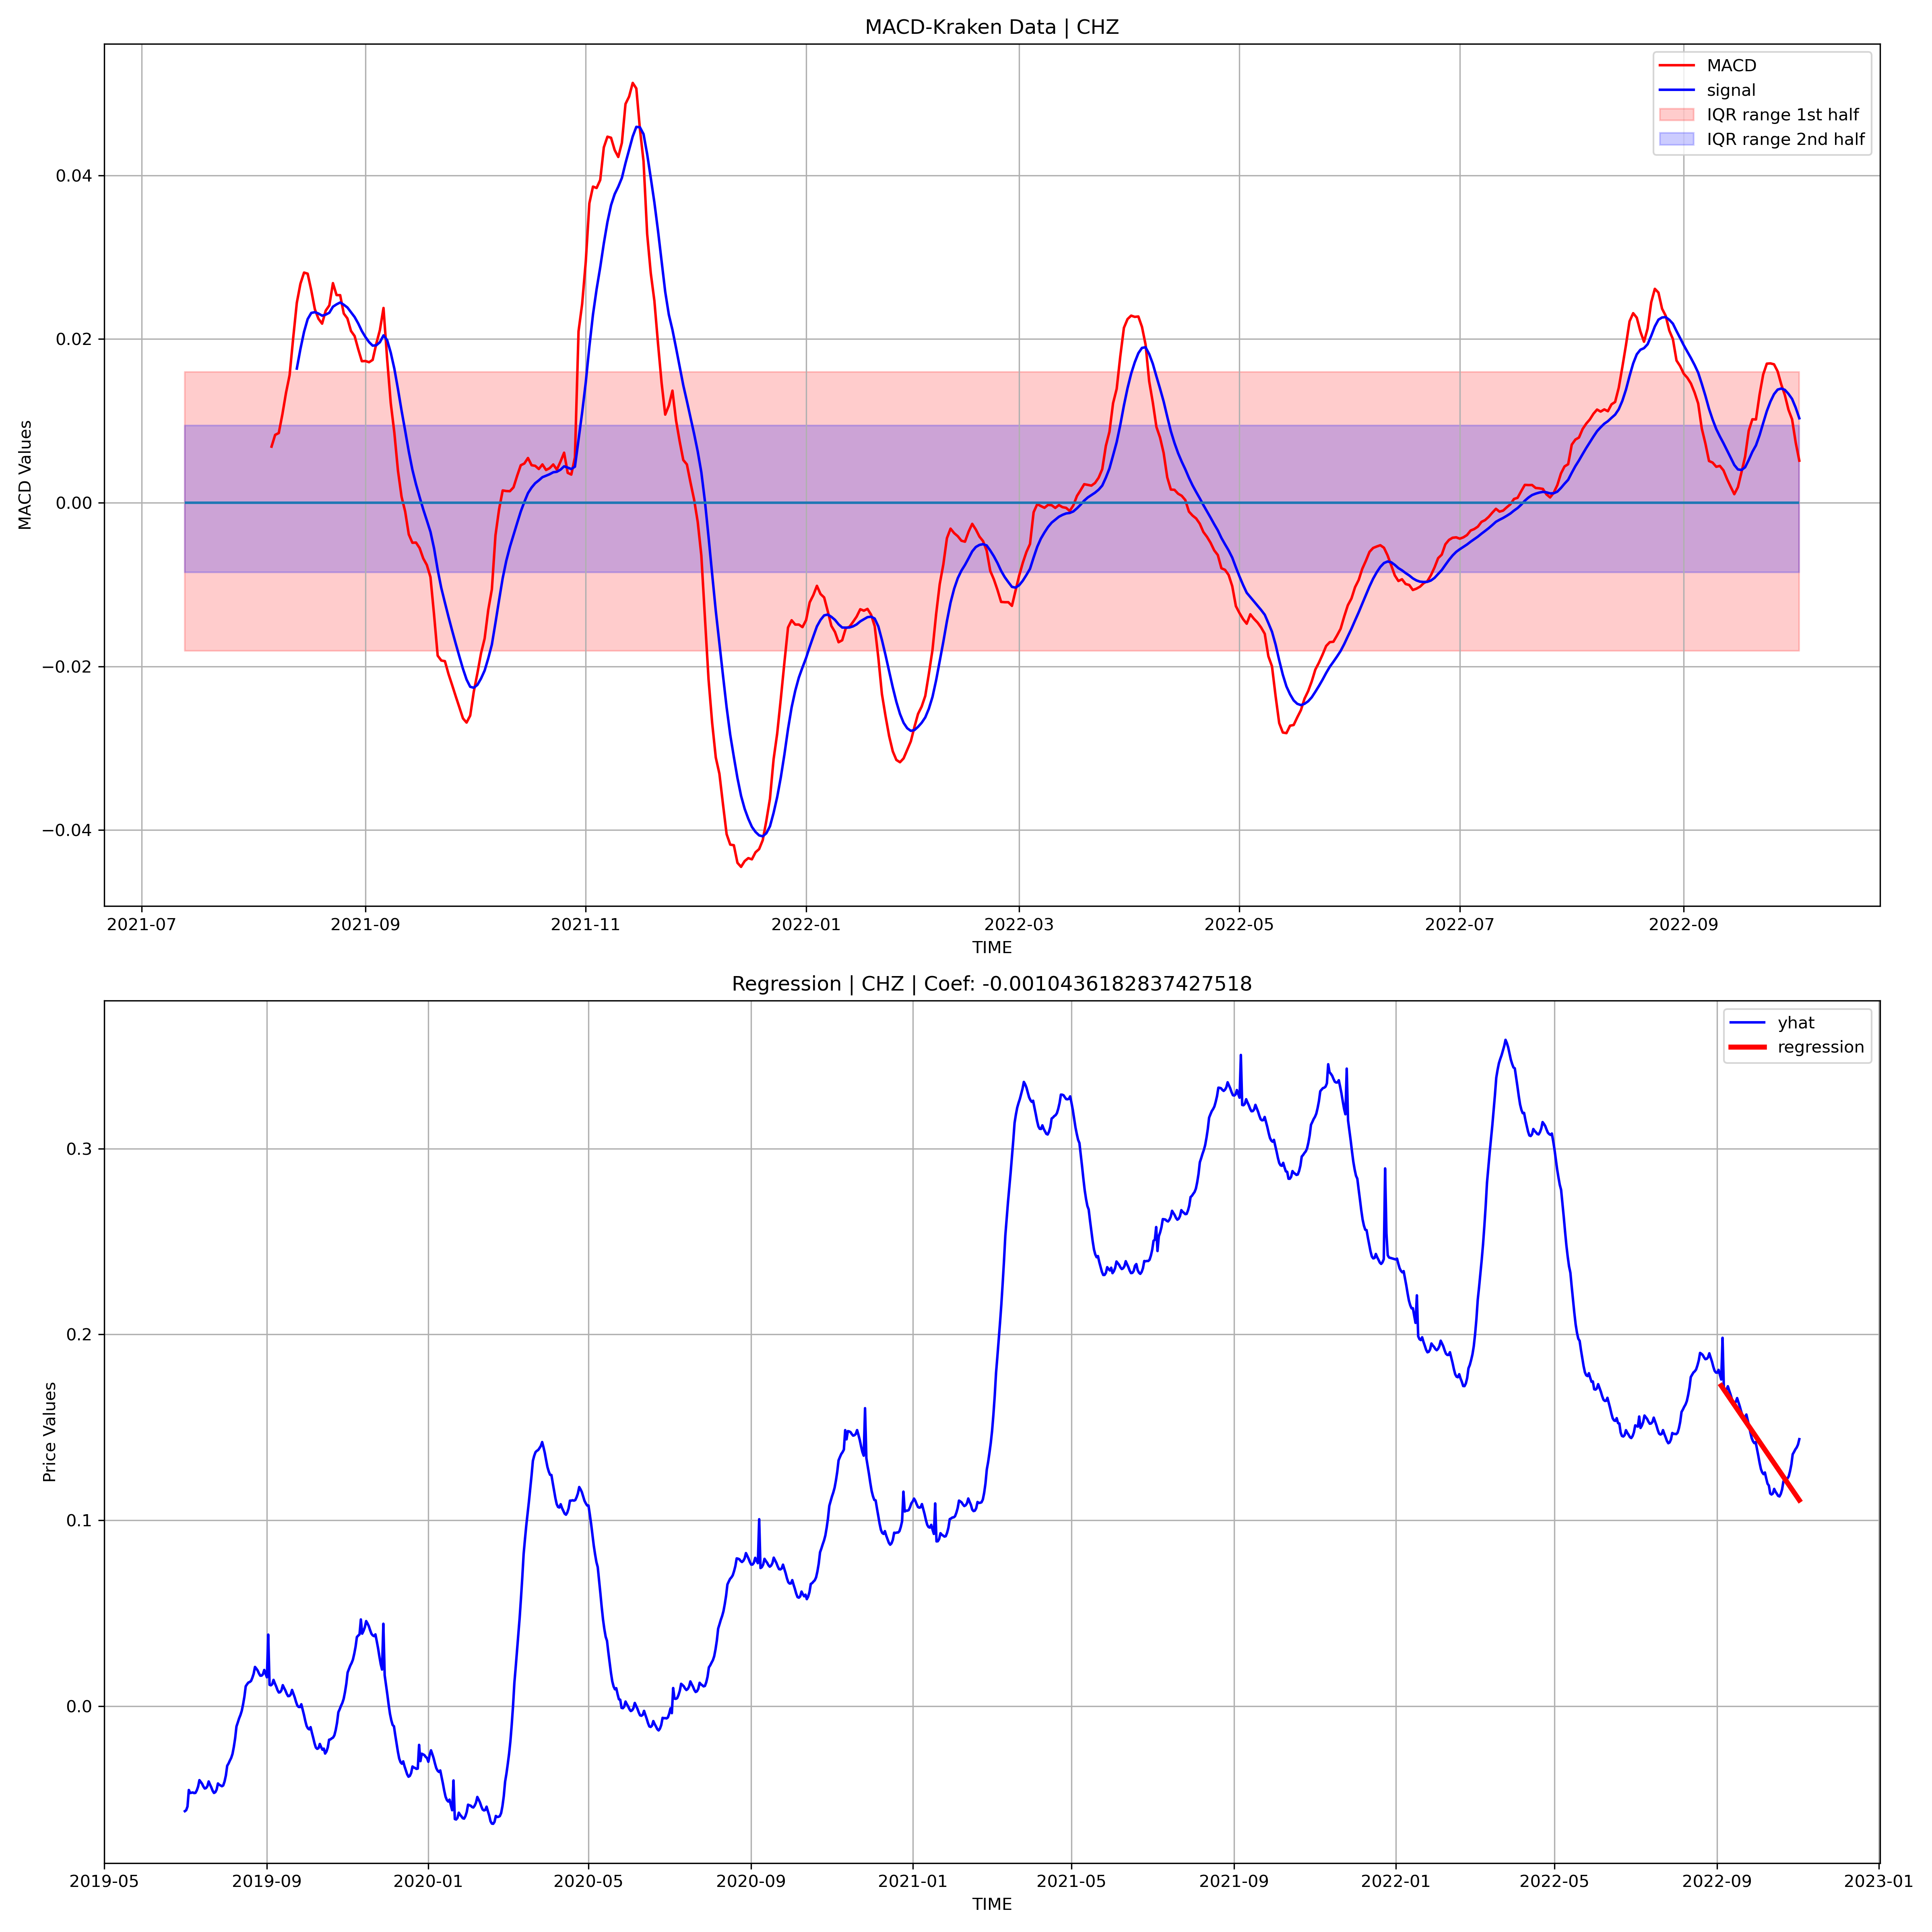 MACD-Kraken Data | CHZ
MACD
signal
IQR range 1st half
IQR range 2nd half
MACD Values
0.04
0.02
0.00
−0.02
−0.04
2021-07 2021-09 2021-11 2022-01 2022-03 2022-05 2022-07 2022-09
TIME
Regression | CHZ | Coef: -0.0010436182837427518
yhat
regression
Price Values
0.3
0.2
0.1
0.0
2019-05 2019-09 2020-01 2020-05 2020-09 2021-01 2021-05 2021-09 2022-01 2022-05 2022-09 2023-01
TIME